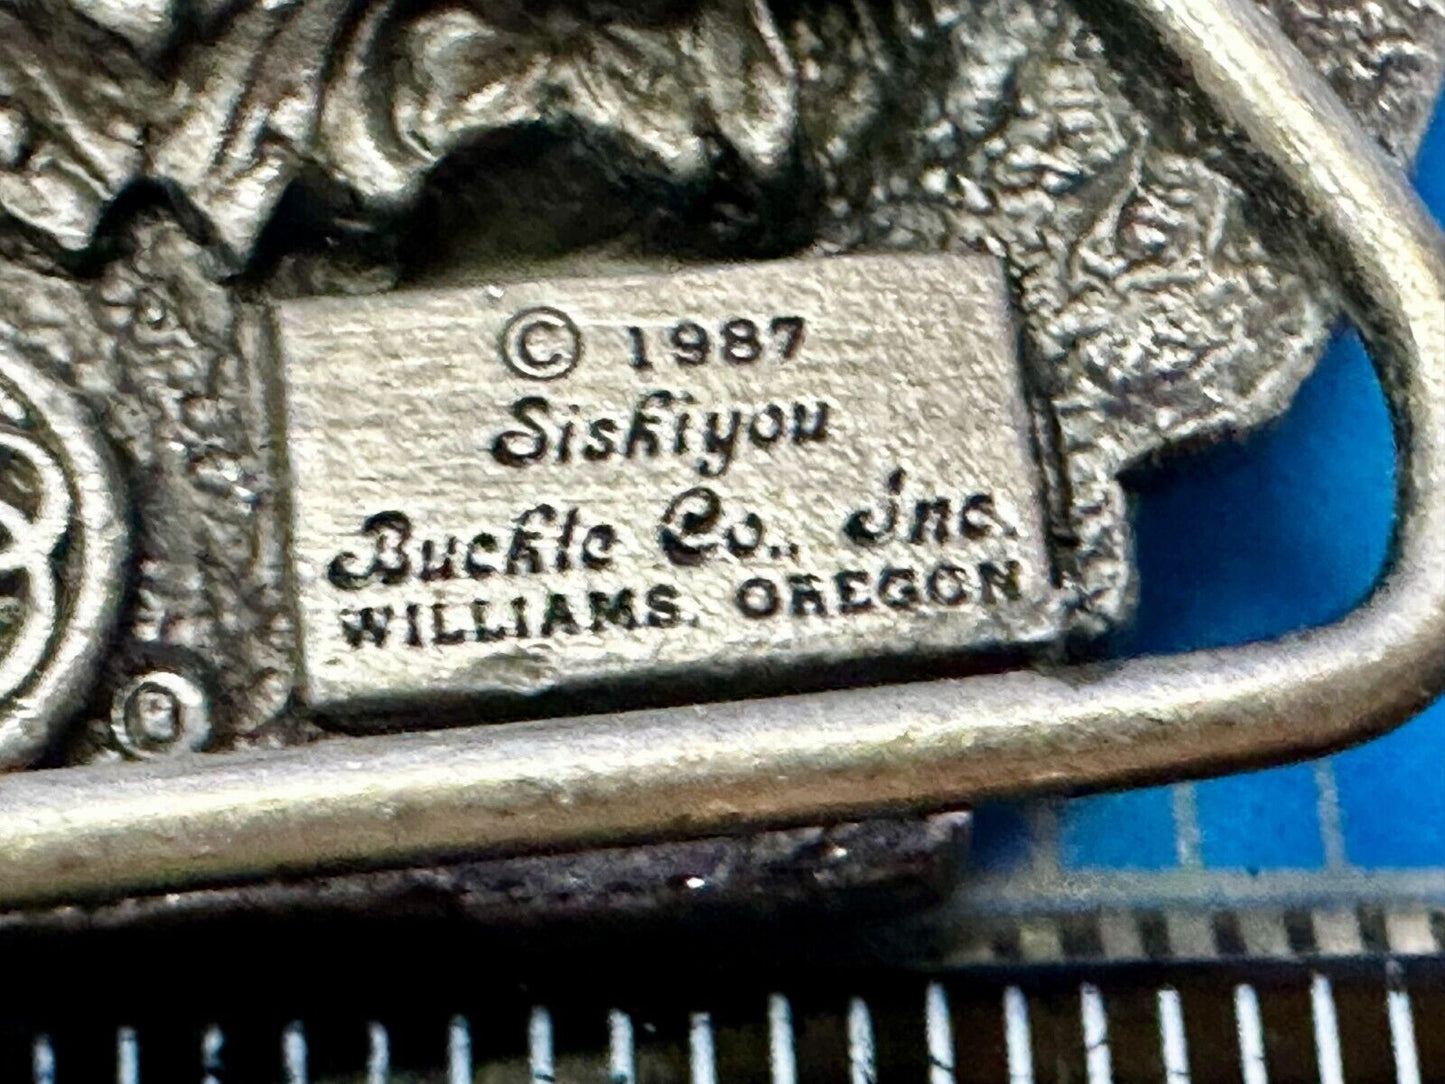 © 1987
Siskiyou
Buckle Co., Inc.
WILLIAMS, OREGON
©